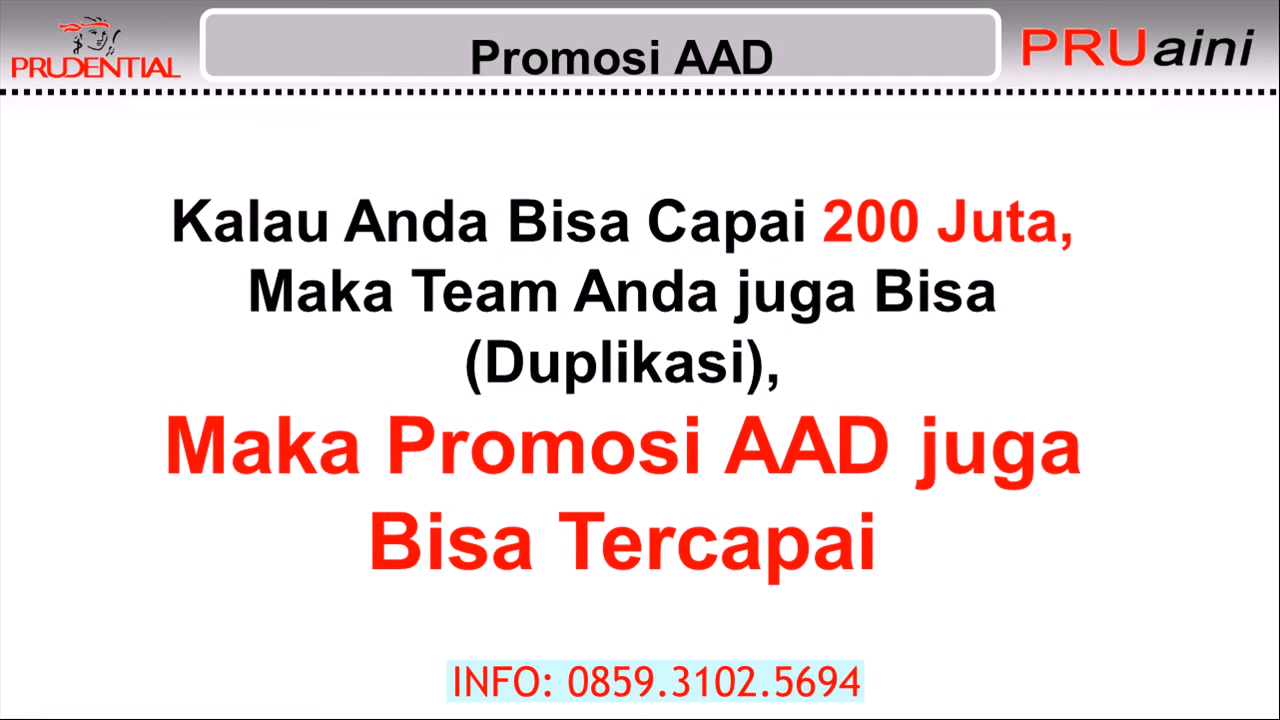 PRUDENTIAL
Promosi AAD
PRUaini
Kalau Anda Bisa Capai 200 Juta,
Maka Team Anda juga Bisa
(Duplikasi),
Maka Promosi AAD juga
Bisa Tercapai
INFO: 0859.3102.5694